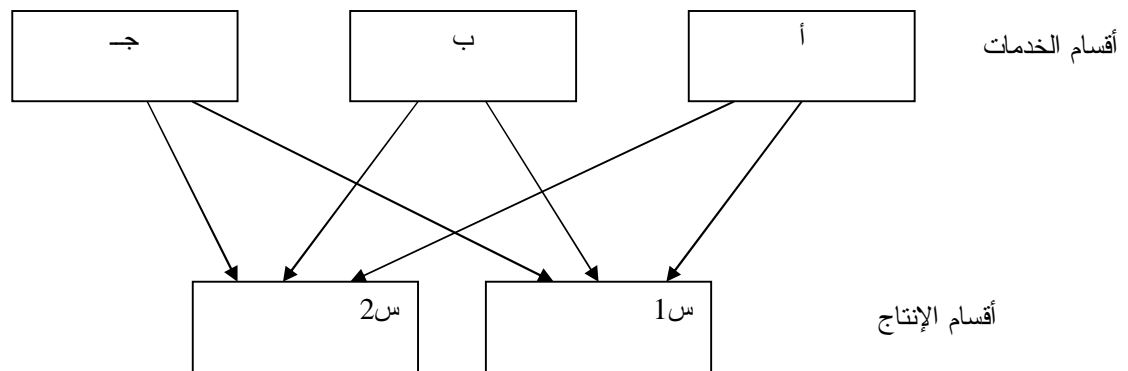 أقسام الخدمات
أ
ب
جـ
أقسام الإنتاج
س1
س2